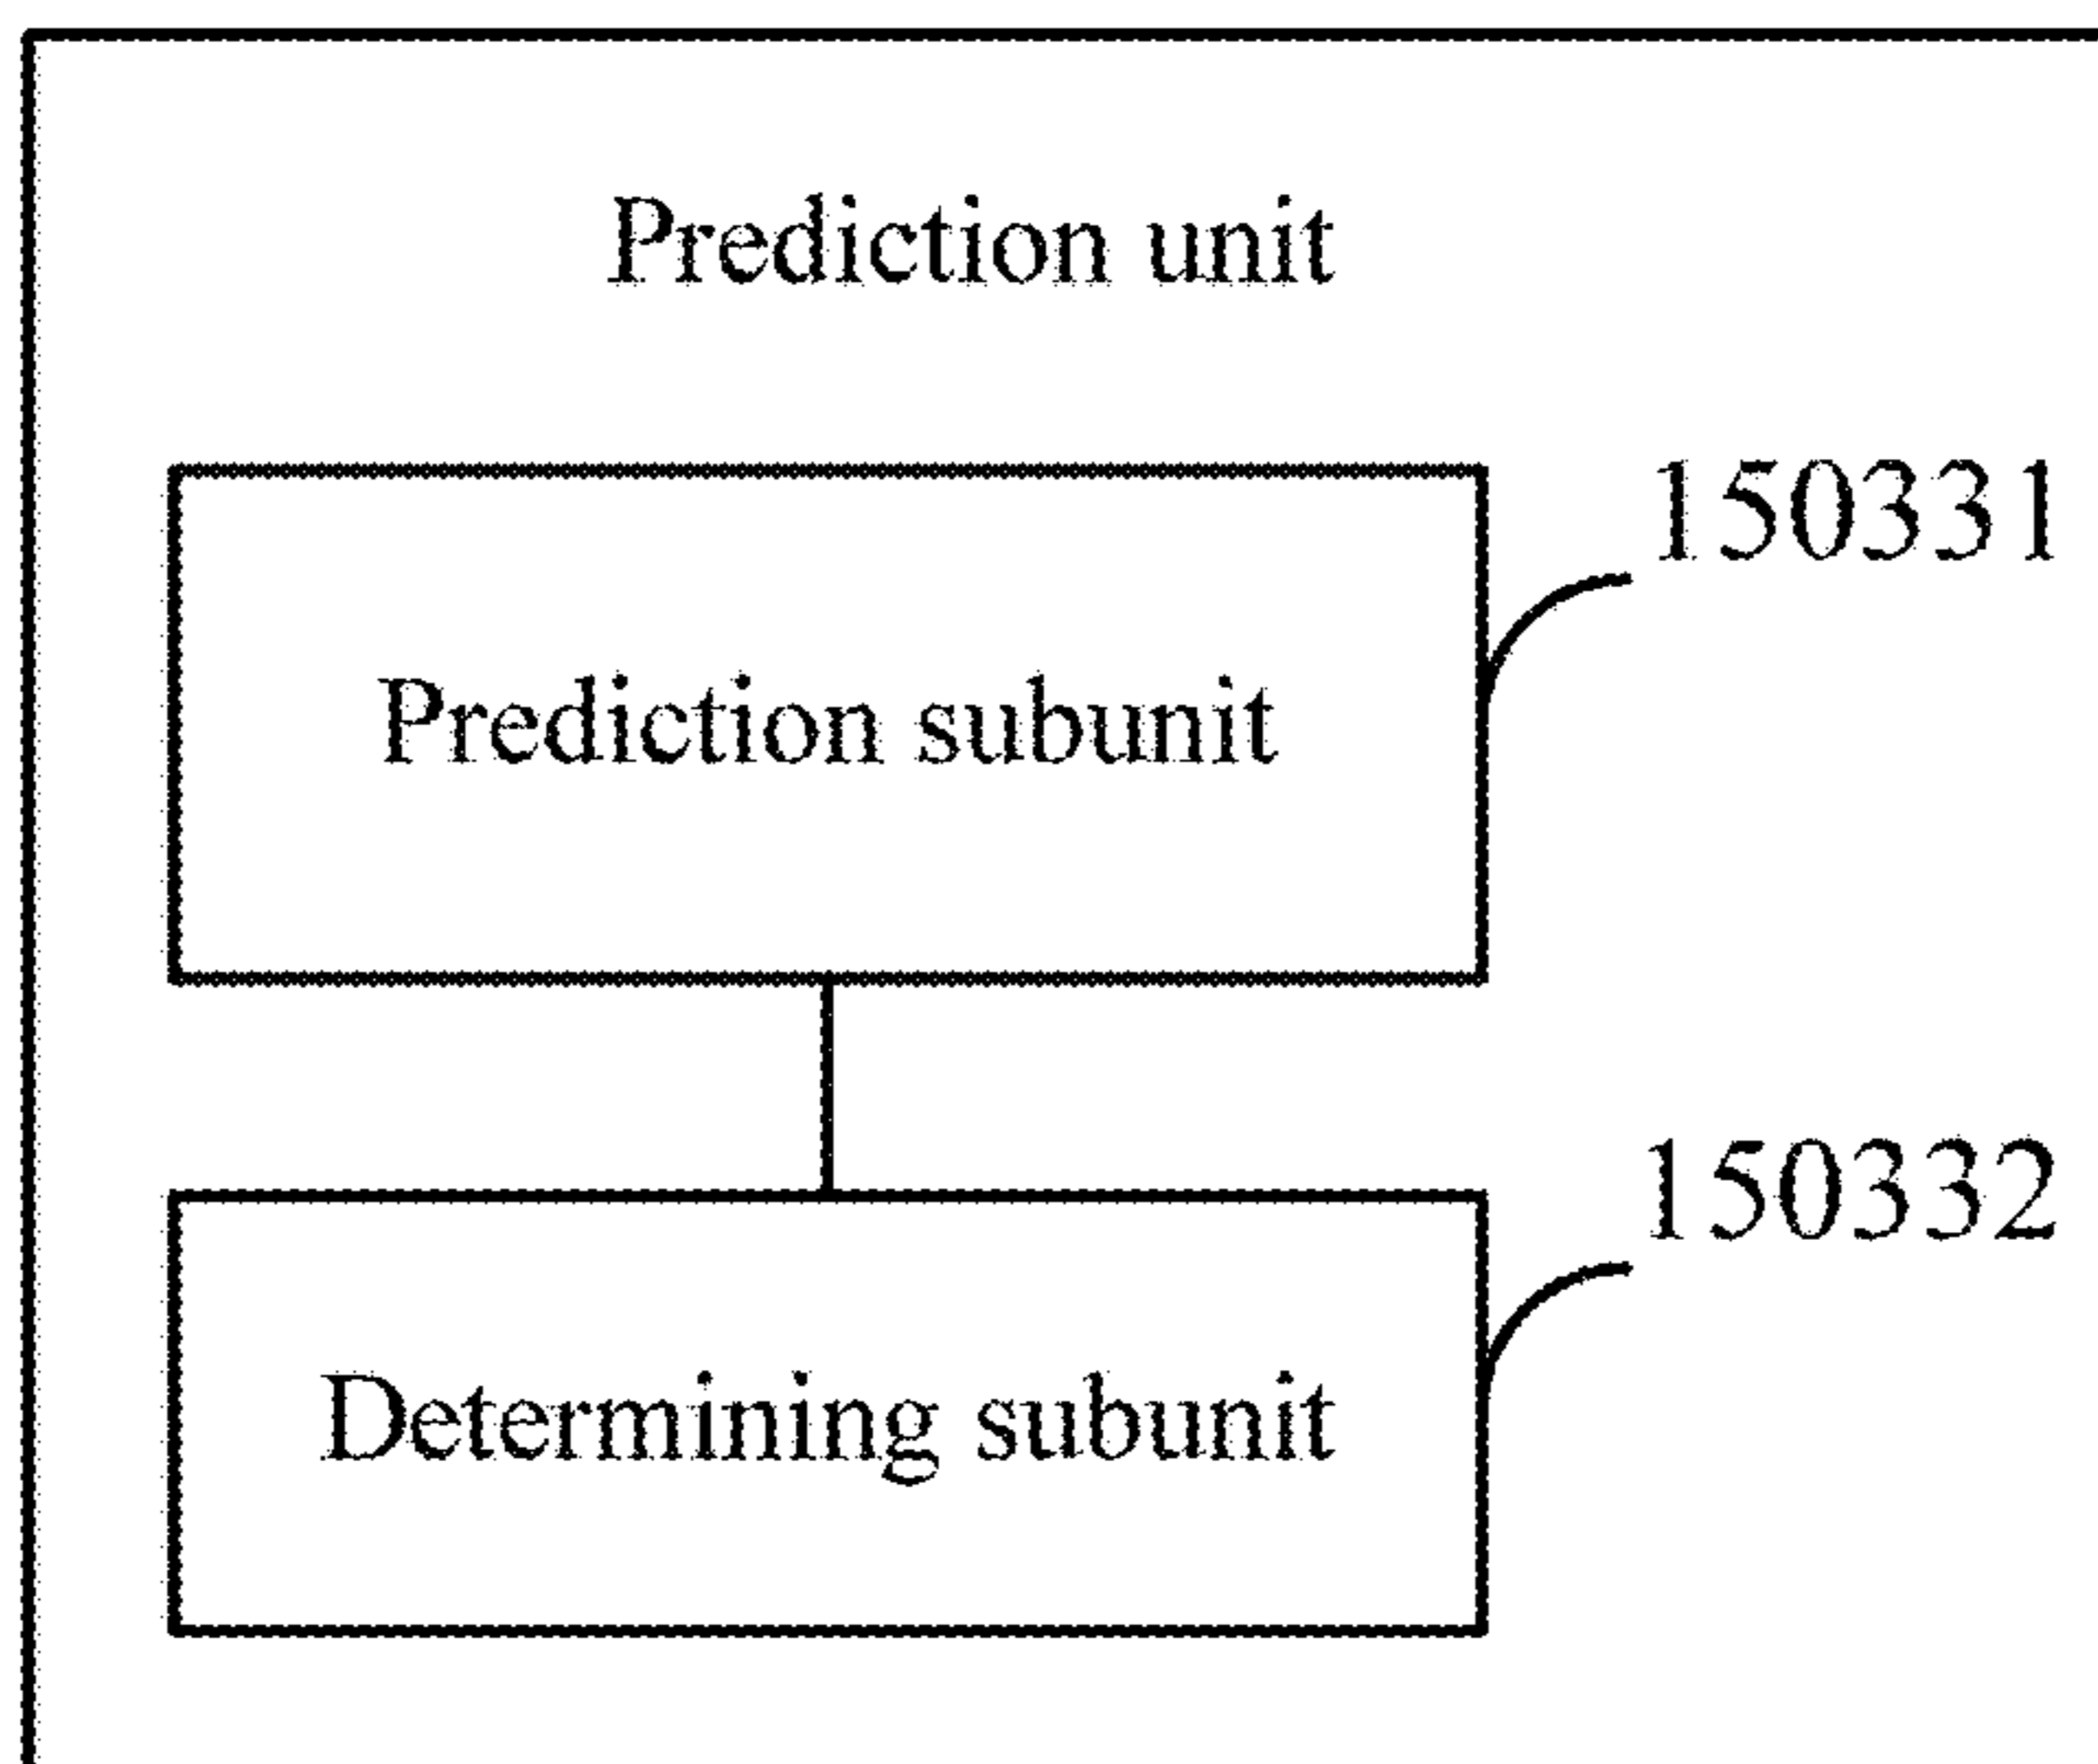 Prediction unit
150331
Prediction subunit
150332
Determining subunit